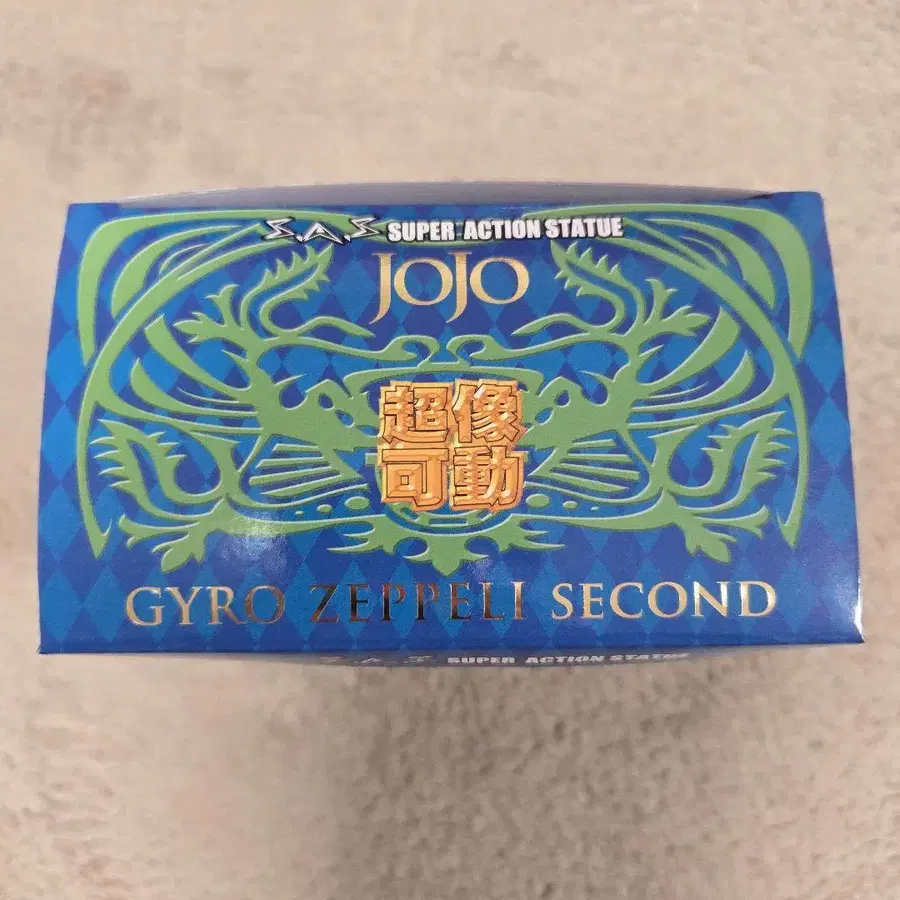 S.A.S SUPER ACTION STATUE
JOJO
超像
可動
GYRO ZEPPELI SECOND
S.A.S SUPER ACTION STATUE